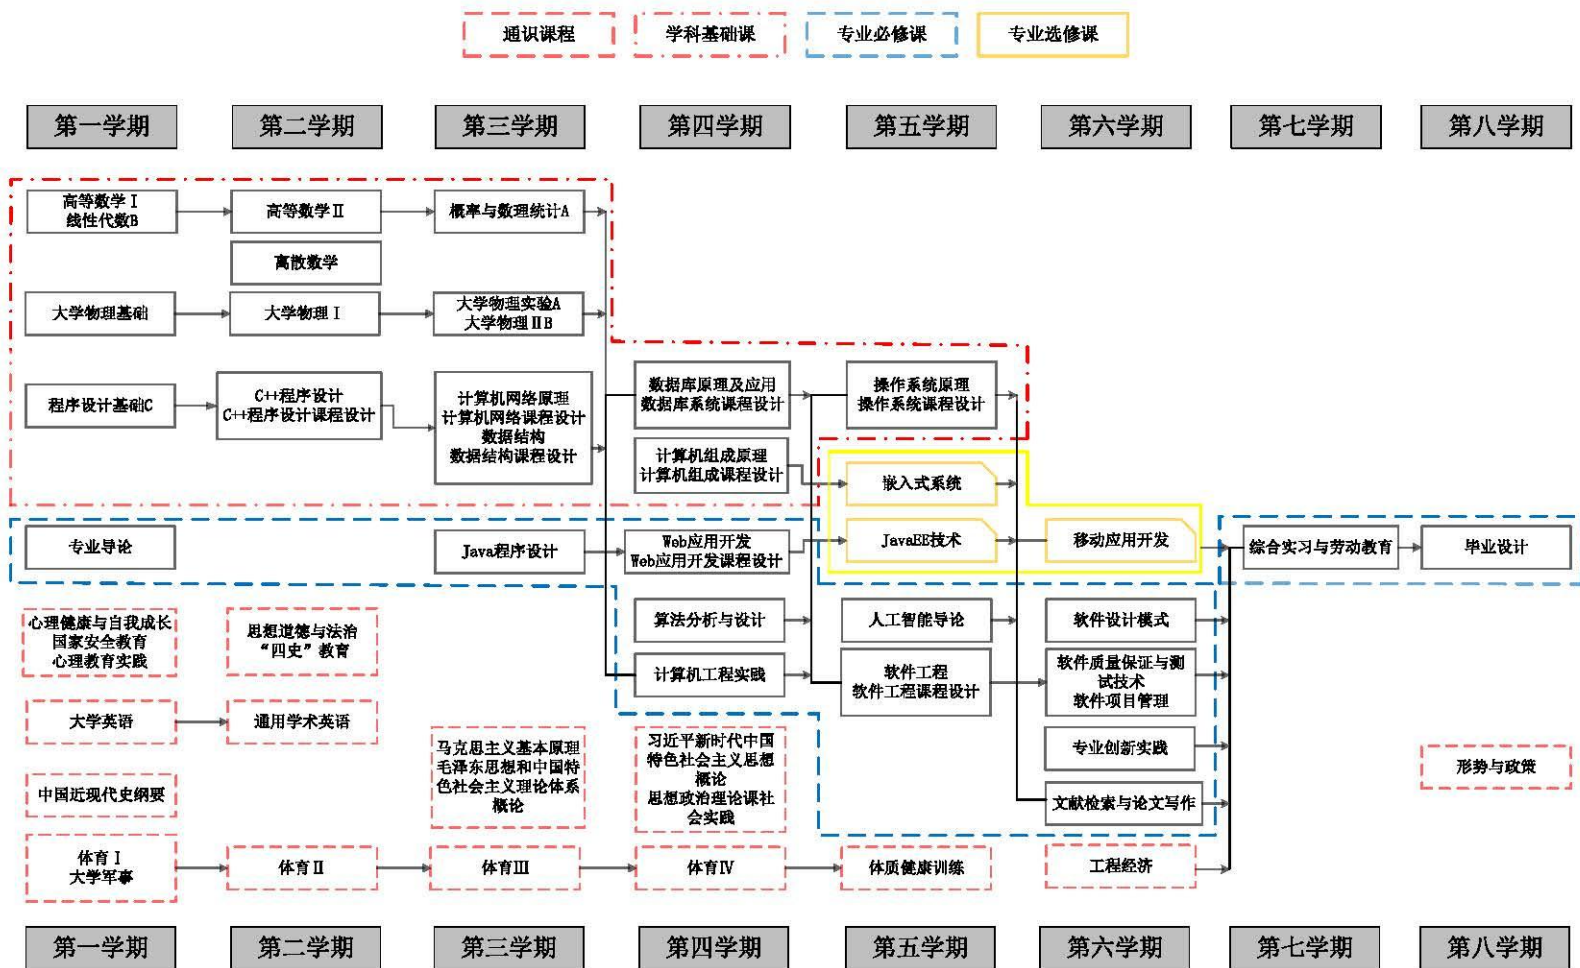 通识课程
学科基础课
专业必修课
专业选修课
第一学期
第二学期
第三学期
第四学期
第五学期
第六学期
第七学期
第八学期
高等数学Ⅰ
线性代数B
高等数学Ⅱ
概率与数理统计A
离散数学
大学物理基础
大学物理Ⅰ
大学物理实验A
大学物理ⅡB
程序设计基础C
C++程序设计
C++程序设计课程设计
计算机网络原理
计算机网络课程设计
数据结构
数据结构课程设计
数据库原理及应用
数据库系统课程设计
操作系统原理
操作系统课程设计
计算机组成原理
计算机组成课程设计
嵌入式系统
专业导论
Java程序设计
Web应用开发
Web应用开发课程设计
JavaEE技术
移动应用开发
综合实习与劳动教育
毕业设计
心理健康与自我成长
国家安全教育
心理教育实践
思想道德与法治
“四史”教育
算法分析与设计
人工智能导论
软件设计模式
计算机工程实践
软件工程
软件工程课程设计
软件质量保证与测
试技术
软件项目管理
大学英语
通用学术英语
马克思主义基本原理
毛泽东思想和中国特
色社会主义理论体系
概论
习近平新时代中国
特色社会主义思想
概论
思想政治理论课社
会实践
专业创新实践
形势与政策
中国近现代史纲要
文献检索与论文写作
体育Ⅰ
大学军事
体育Ⅱ
体育Ⅲ
体育Ⅳ
体质健康训练
工程经济
第一学期
第二学期
第三学期
第四学期
第五学期
第六学期
第七学期
第八学期